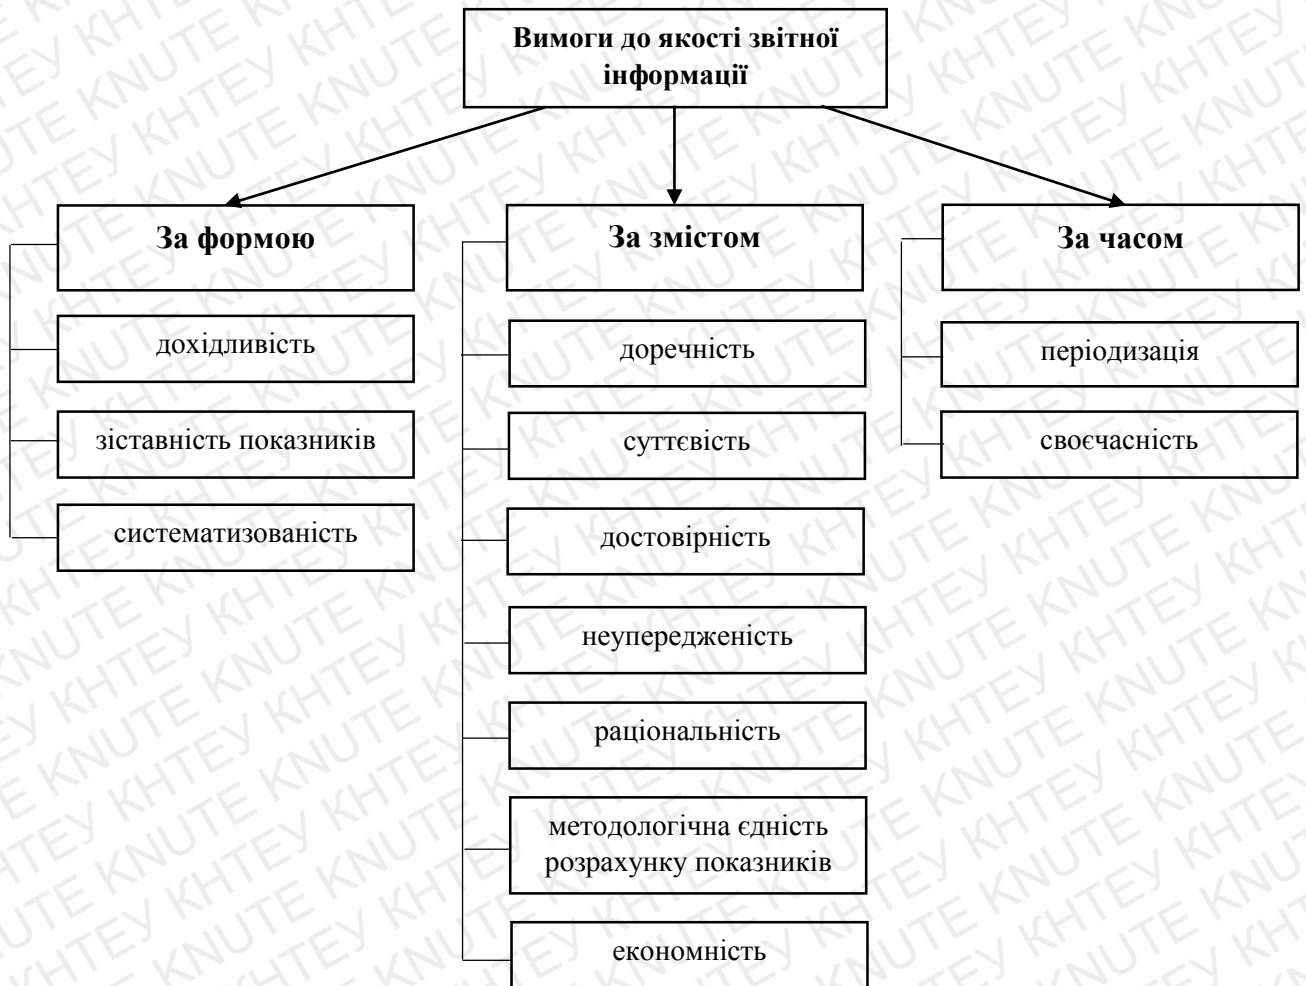 Вимоги до якості звітної
інформації
За формою
дохідливість
зіставність показників
систематизованість
За змістом
доречність
суттєвість
достовірність
неупередженість
раціональність
методологічна єдність
розрахунку показників
економність
За часом
періодизація
своєчасність